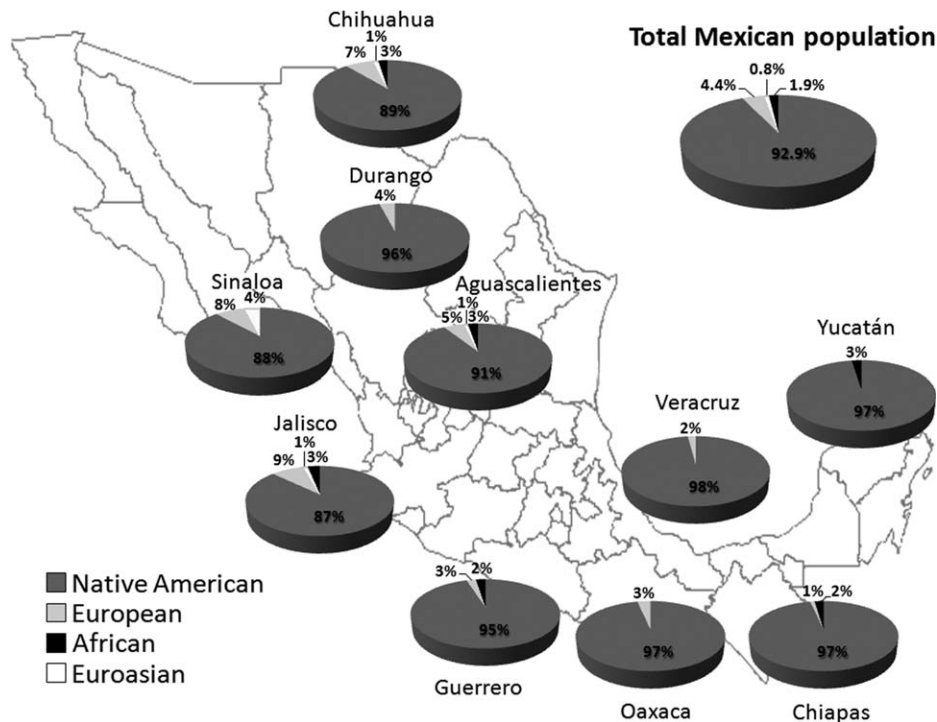 Chihuahua
1%
7% 3%
89%
Total Mexican population
0.8%
4.4% 1.9%
92.9%
Durango
4%
96%
Sinaloa
8% 4%
88%
Aguascalientes
1%
5% 3%
91%
Yucatán
3%
97%
Veracruz
2%
98%
Jalisco
1%
9% 3%
87%
3% 2%
95%
Guerrero
3%
97%
Oaxaca
1% 2%
97%
Chiapas
Native American
European
African
Euroasian